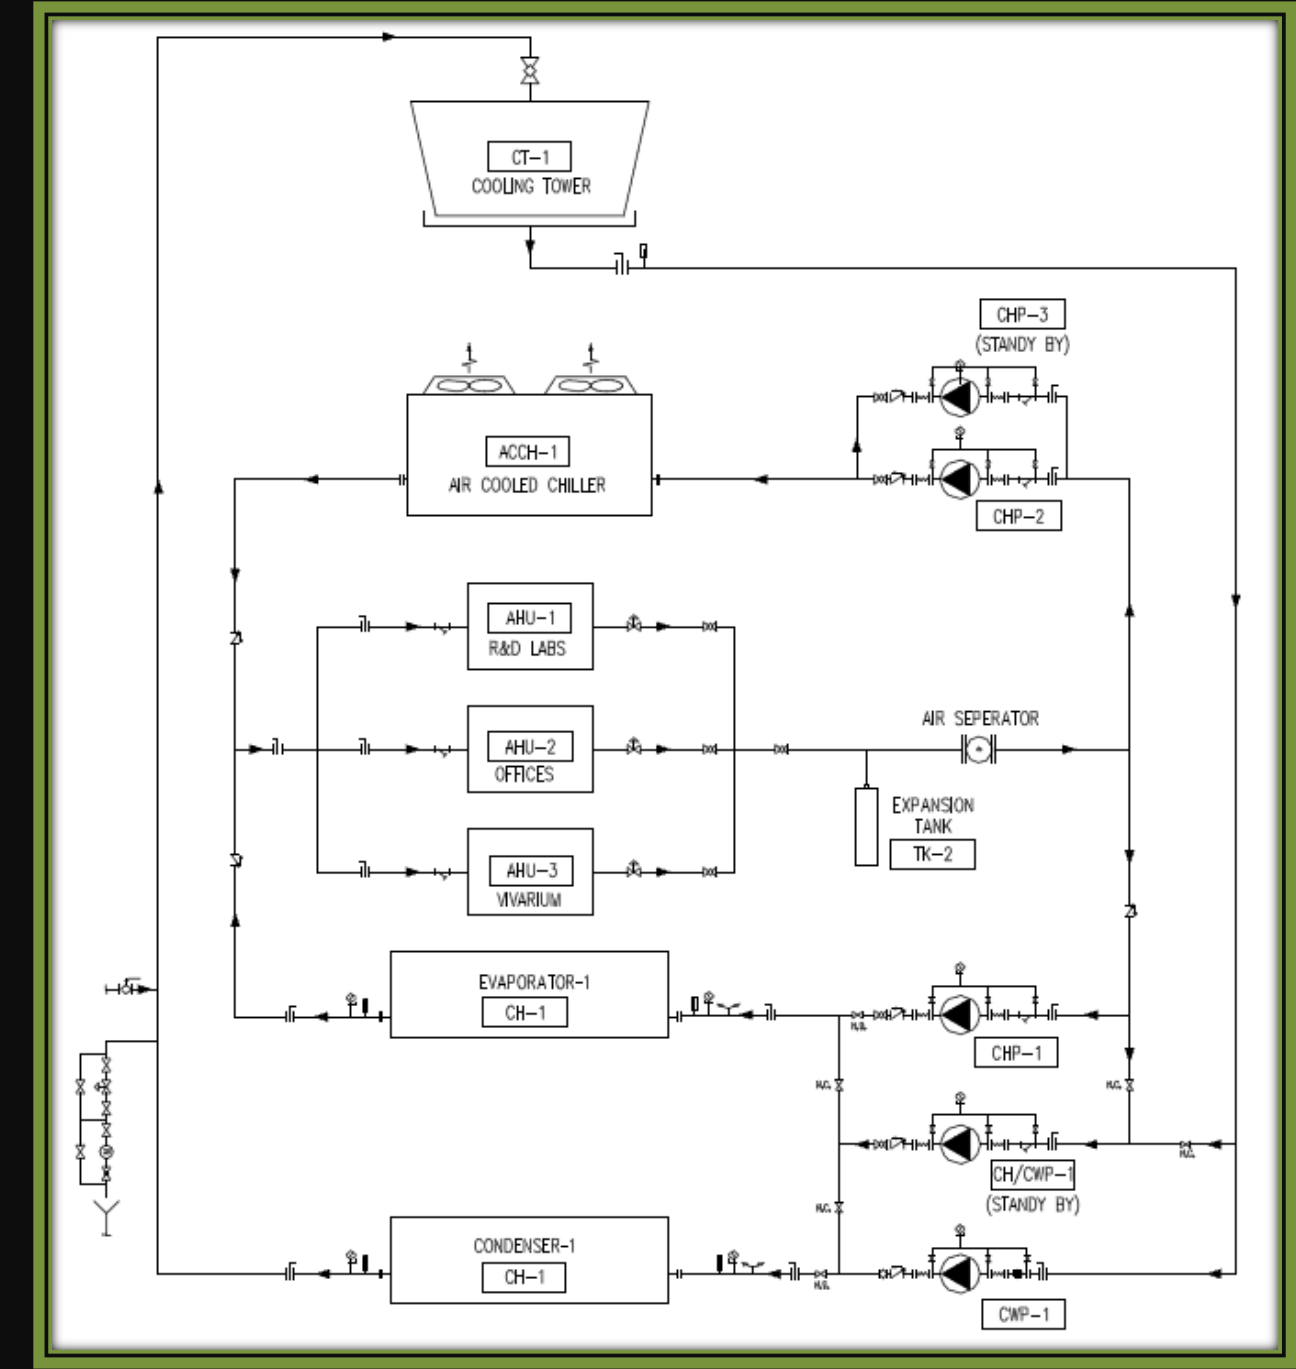 CT-1
COOLING TOWER
CHP-3
(STANDY BY)
ACCH-1
AIR COOLED CHILLER
CHP-2
AHU-1
R&D LABS
AIR SEPERATOR
AHU-2
OFFICES
EXPANSION
TANK
TK-2
AHU-3
VIVARIUM
EVAPORATOR-1
CH-1
CHP-1
N.C.
N.C.
CH/CWP-1
(STANDY BY)
N.C.
N.C.
CONDENSER-1
CH-1
CWP-1